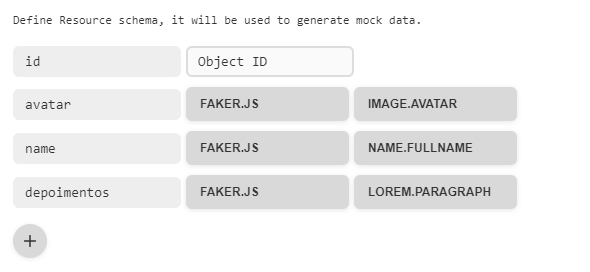 Define Resource schema, it will be used to generate mock data.
id Object ID
avatar FAKER.JS IMAGE.AVATAR
name FAKER.JS NAME.FULLNAME
depoimentos FAKER.JS LOREM.PARAGRAPH
+